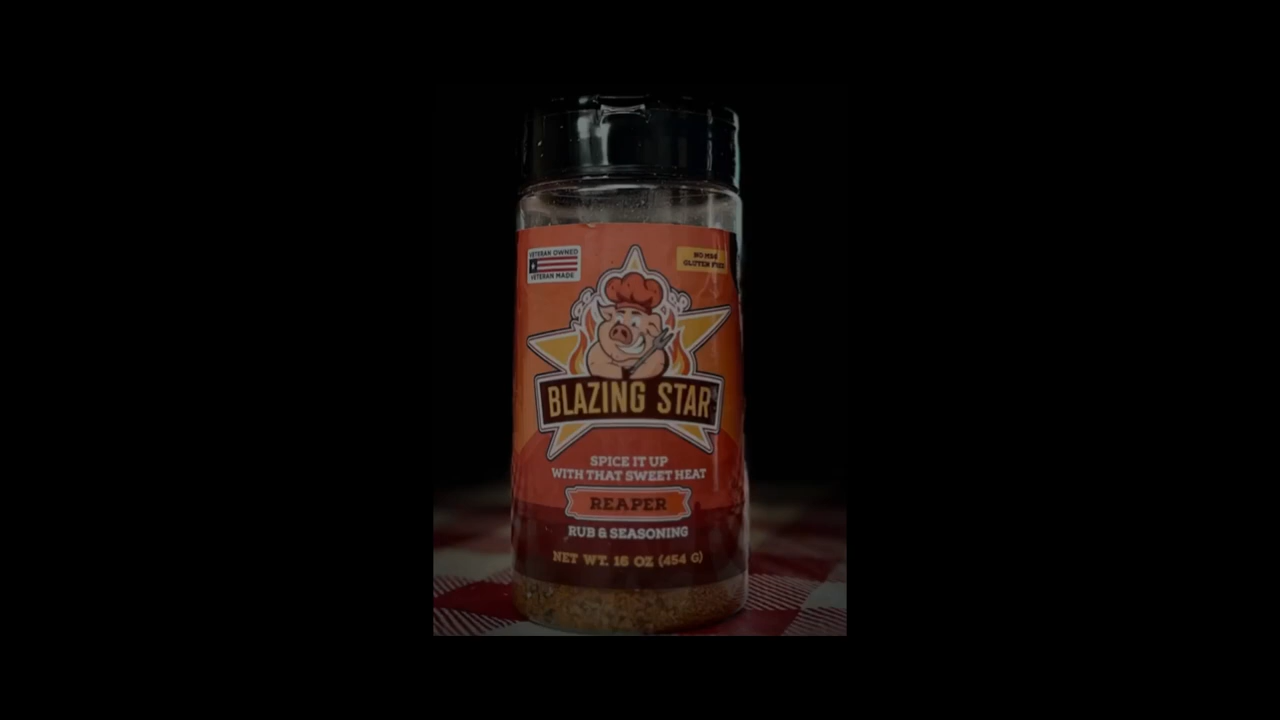 VETERAN OWNED
VETERAN MADE
NO MSG
GLUTEN FREE
BLAZING STAR
SPICE IT UP
WITH THAT SWEET HEAT
REAPER
RUB & SEASONING
NET WT. 16 OZ (454 G)